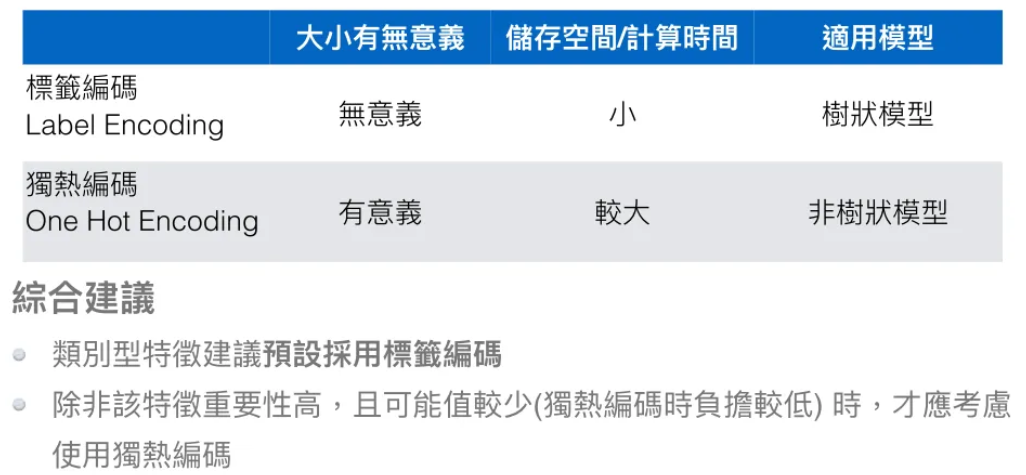 大小有無意義 儲存空間/計算時間 適用模型
標籤編碼
Label Encoding 無意義 小 樹狀模型
獨熱編碼
One Hot Encoding 有意義 較大 非樹狀模型
綜合建議
類別型特徵建議預設採用標籤編碼
除非該特徵重要性高，且可能值較少(獨熱編碼時負擔較低) 時，才應考慮
使用獨熱編碼